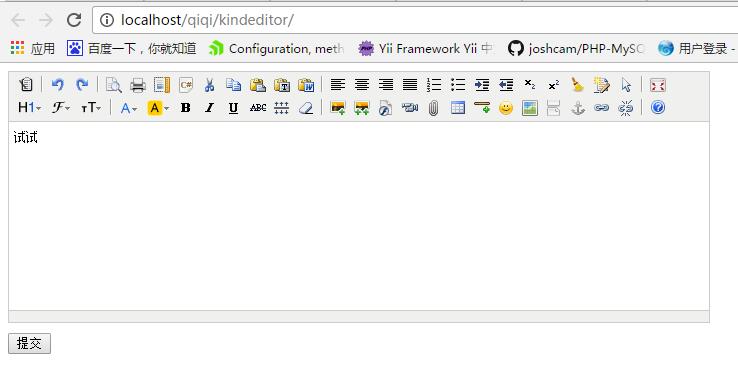 localhost/qiqi/kindeditor/
应用 百度一下，你就知道 Configuration, meth Yii Framework Yii 中 joshcam/PHP-MySQ 用户登录 -
C#
H1 F тT A A B I U ABC
试试
提交